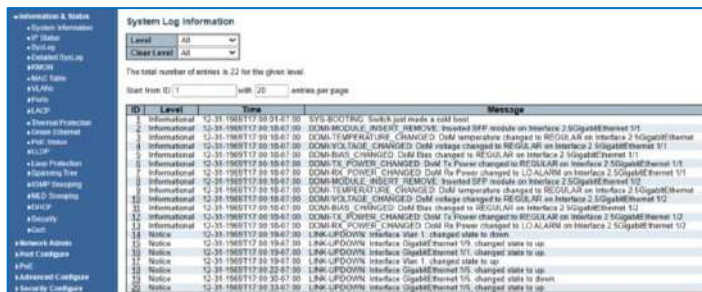 Information & Status
System Information
IP Status
SysLog
Detailed SysLog
RMON
MAC Table
VLANs
Ports
LACP
Thermal Protection
Green Ethernet
PoE Status
LLDP
Loop Protection
Spanning Tree
IGMP Snooping
MLD Snooping
DHCP
Security
Network Admin
Port Configure
PoE
Advanced Configure
Security Configure
System Log Information
Level All
Clear Level All
The total number of entries is 22 for the given level.
Start from ID 1 with 20 entries per page.
ID Level Time Message
1 Informational 12-31-1969T17:00:01-07:00 SYS-BOOTING: Switch just made a cold boot.
2 Informational 12-31-1969T17:00:18-07:00 DDMI-MODULE_INSERT_REMOVE: Inserted SFP module on Interface 2.5GigabitEthernet 1/1
3 Informational 12-31-1969T17:00:18-07:00 DDMI-TEMPERATURE_CHANGED: DoM temperature changed to REGULAR on Interface 2.5GigabitEthernet
4 Informational 12-31-1969T17:00:18-07:00 DDMI-VOLTAGE_CHANGED: DoM voltage changed to REGULAR on Interface 2.5GigabitEthernet 1/1
5 Informational 12-31-1969T17:00:18-07:00 DDMI-BIAS_CHANGED: DoM Bias changed to REGULAR on Interface 2.5GigabitEthernet 1/1
6 Informational 12-31-1969T17:00:18-07:00 DDMI-TX_POWER_CHANGED: DoM Tx Power changed to REGULAR on Interface 2.5GigabitEthernet 1/1
7 Informational 12-31-1969T17:00:18-07:00 DDMI-RX_POWER_CHANGED: DoM Rx Power changed to LO ALARM on Interface 2.5GigabitEthernet 1/1
8 Informational 12-31-1969T17:00:18-07:00 DDMI-MODULE_INSERT_REMOVE: Inserted SFP module on Interface 2.5GigabitEthernet 1/2
9 Informational 12-31-1969T17:00:18-07:00 DDMI-TEMPERATURE_CHANGED: DoM temperature changed to REGULAR on Interface 2.5GigabitEthernet
10 Informational 12-31-1969T17:00:18-07:00 DDMI-VOLTAGE_CHANGED: DoM voltage changed to REGULAR on Interface 2.5GigabitEthernet 1/2
11 Informational 12-31-1969T17:00:18-07:00 DDMI-BIAS_CHANGED: DoM Bias changed to REGULAR on Interface 2.5GigabitEthernet 1/2
12 Informational 12-31-1969T17:00:18-07:00 DDMI-TX_POWER_CHANGED: DoM Tx Power changed to REGULAR on Interface 2.5GigabitEthernet 1/2
13 Informational 12-31-1969T17:00:18-07:00 DDMI-RX_POWER_CHANGED: DoM Rx Power changed to LO ALARM on Interface 2.5GigabitEthernet 1/2
14 Notice 12-31-1969T17:00:19-07:00 LINK-UPDOWN: Interface Vlan 1, changed state to down.
15 Notice 12-31-1969T17:00:19-07:00 LINK-UPDOWN: Interface GigabitEthernet 1/9, changed state to up.
16 Notice 12-31-1969T17:00:19-07:00 LINK-UPDOWN: Interface GigabitEthernet 1/1, changed state to up.
17 Notice 12-31-1969T17:00:19-07:00 LINK-UPDOWN: Interface Vlan 1, changed state to up.
18 Notice 12-31-1969T17:00:22-07:00 LINK-UPDOWN: Interface GigabitEthernet 1/5, changed state to up.
19 Notice 12-31-1969T17:00:30-07:00 LINK-UPDOWN: Interface GigabitEthernet 1/5, changed state to down.
20 Notice 12-31-1969T17:00:33-07:00 LINK-UPDOWN: Interface GigabitEthernet 1/5, changed state to up.